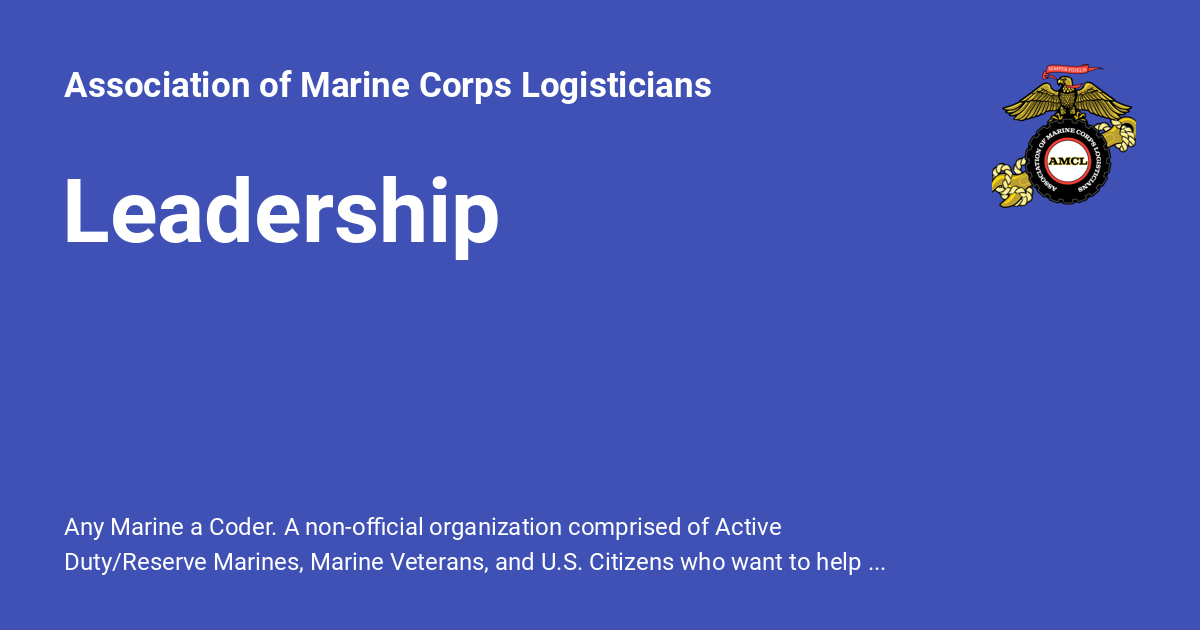 Association of Marine Corps Logisticians
SEMPER FIDELIS
ASSOCIATION OF MARINE CORPS LOGISTICIANS
AMCL
Leadership
Any Marine a Coder. A non-official organization comprised of Active
Duty/Reserve Marines, Marine Veterans, and U.S. Citizens who want to help ...